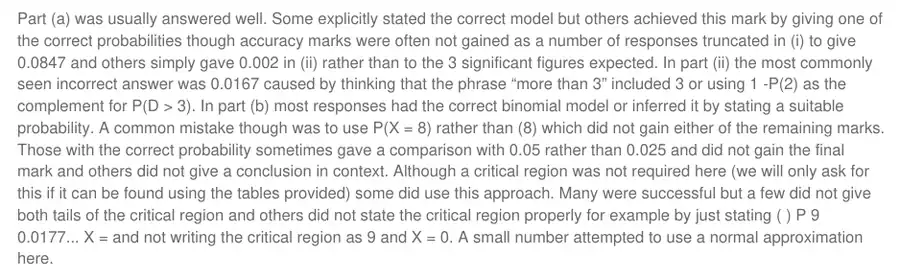 Part (a) was usually answered well. Some explicitly stated the correct model but others achieved this mark by giving one of
the correct probabilities though accuracy marks were often not gained as a number of responses truncated in (i) to give
0.0847 and others simply gave 0.002 in (ii) rather than to the 3 significant figures expected. In part (ii) the most commonly
seen incorrect answer was 0.0167 caused by thinking that the phrase “more than 3” included 3 or using 1 -P(2) as the
complement for P(D > 3). In part (b) most responses had the correct binomial model or inferred it by stating a suitable
probability. A common mistake though was to use P(X = 8) rather than (8) which did not gain either of the remaining marks.
Those with the correct probability sometimes gave a comparison with 0.05 rather than 0.025 and did not gain the final
mark and others did not give a conclusion in context. Although a critical region was not required here (we will only ask for
this if it can be found using the tables provided) some did use this approach. Many were successful but a few did not give
both tails of the critical region and others did not state the critical region properly for example by just stating ( ) P 9
0.0177... X = and not writing the critical region as 9 and X = 0. A small number attempted to use a normal approximation
here.